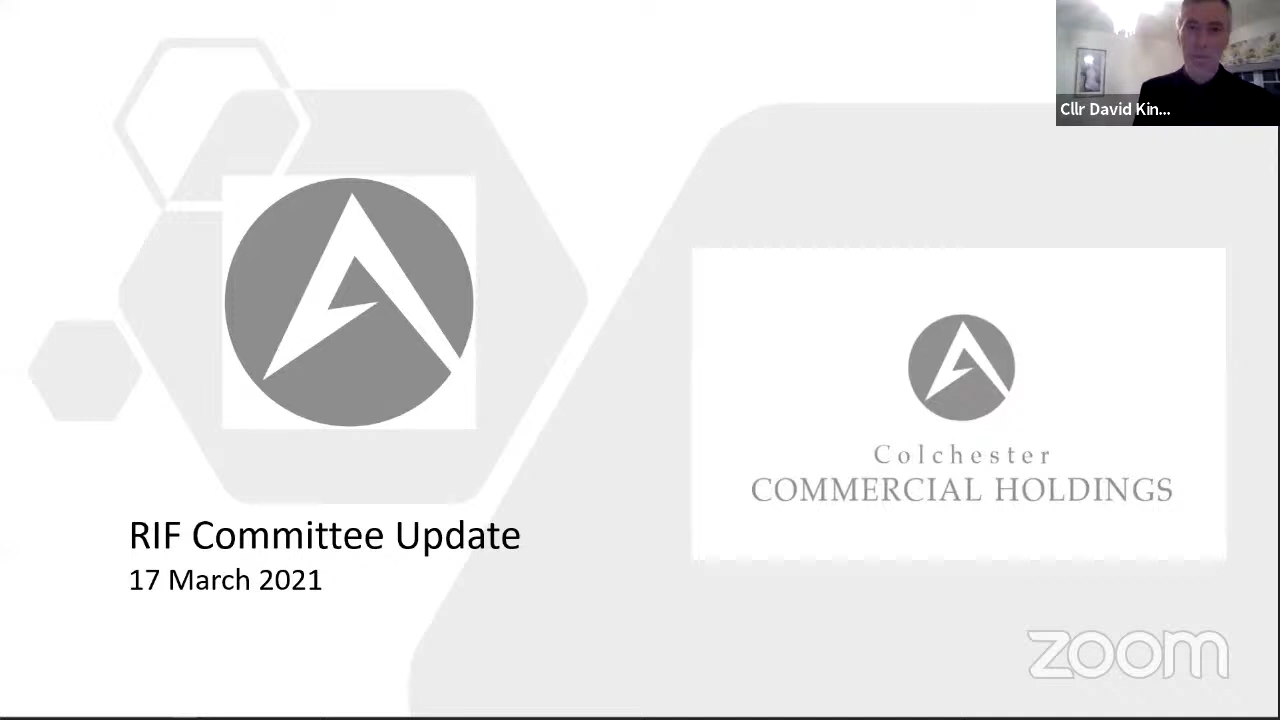 Cllr David Kin...
Colchester
COMMERCIAL HOLDINGS
RIF Committee Update
17 March 2021
zoom